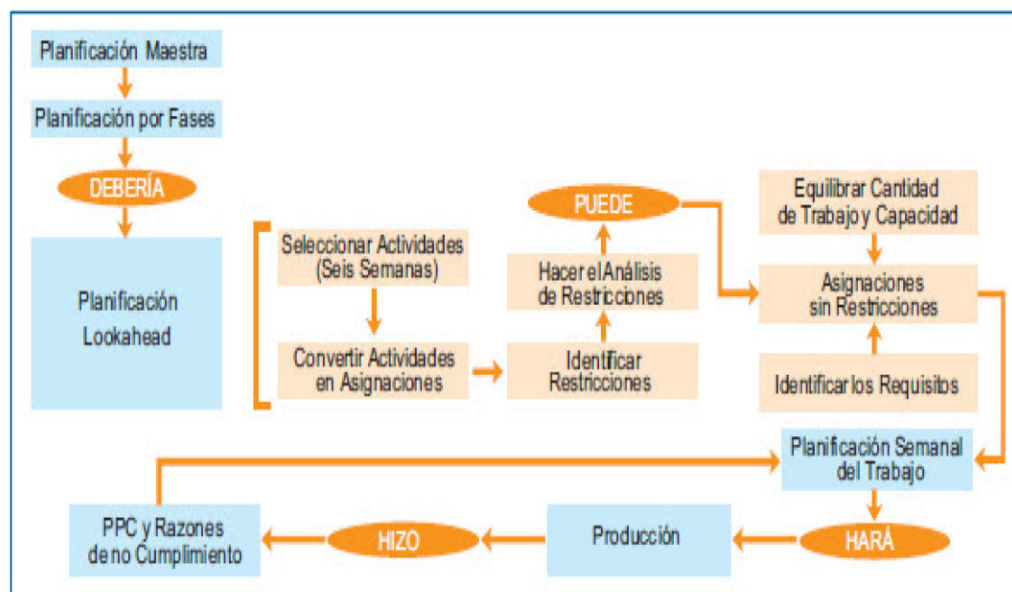 Planificación Maestra
Planificación por Fases
DEBERÍA
Planificación
Lookahead
Seleccionar Actividades
(Seis Semanas)
Convertir Actividades
en Asignaciones
Identificar
Restricciones
Hacer el Análisis
de Restricciones
PUEDE
Equilibrar Cantidad
de Trabajo y Capacidad
Asignaciones
sin Restricciones
Identificar los Requisitos
Planificación Semanal
del Trabajo
HARÁ
Producción
HIZO
PPC y Razones
de no Cumplimiento